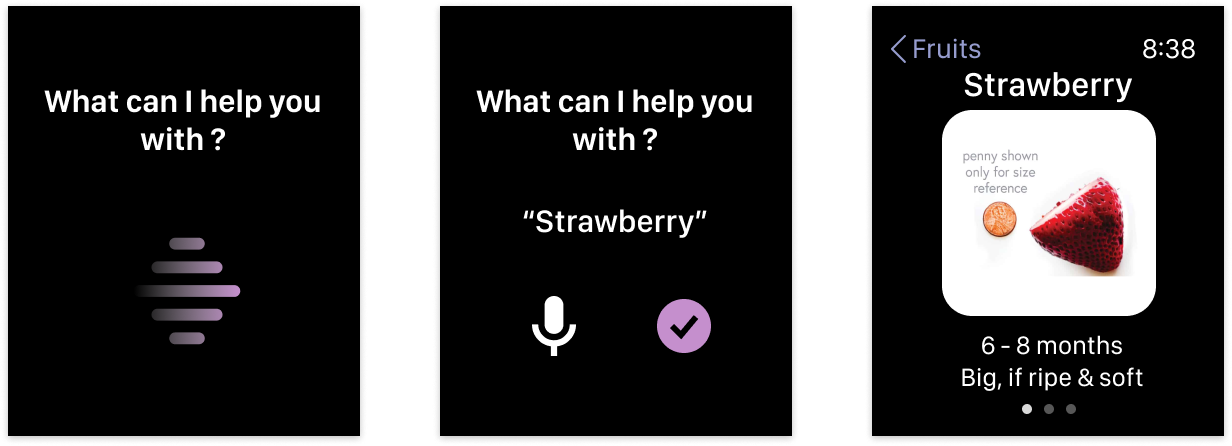 What can I help you
with ?
What can I help you
with ?
“Strawberry”
Fruits
8:38
Strawberry
penny shown
only for size
reference
6 - 8 months
Big, if ripe & soft